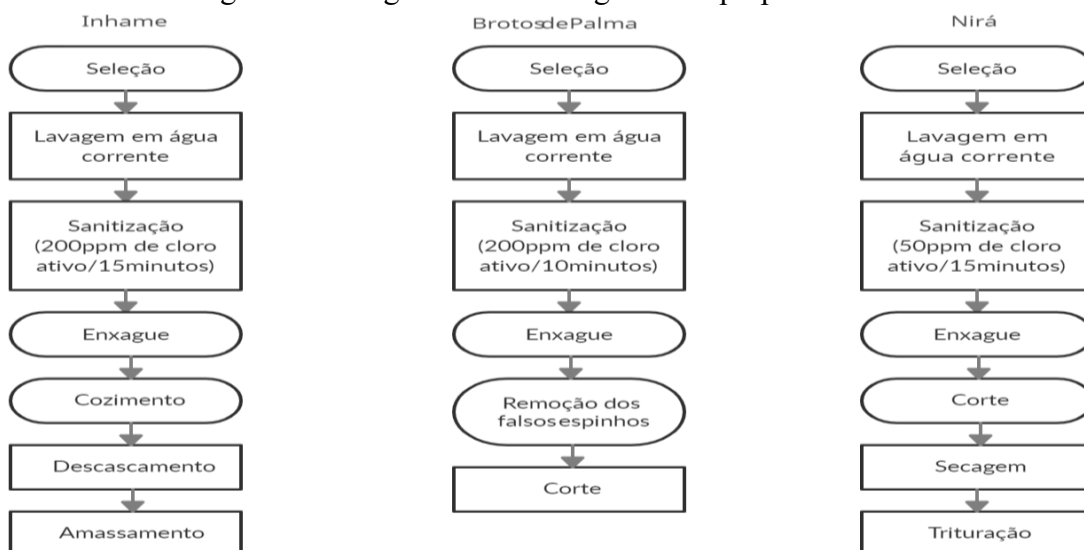 Inhame
Seleção
Lavagem em água
corrente
Sanitização
(200ppm de cloro
ativo/15minutos)
Enxague
Cozimento
Descascamento
Amassamento
BrotosdePalma
Seleção
Lavagem em água
corrente
Sanitização
(200ppm de cloro
ativo/10minutos)
Enxague
Remoção dos
falsosespinhos
Corte
Nirá
Seleção
Lavagem em
água corrente
Sanitização
(50ppm de cloro
ativo/15minutos)
Enxague
Corte
Secagem
Trituração